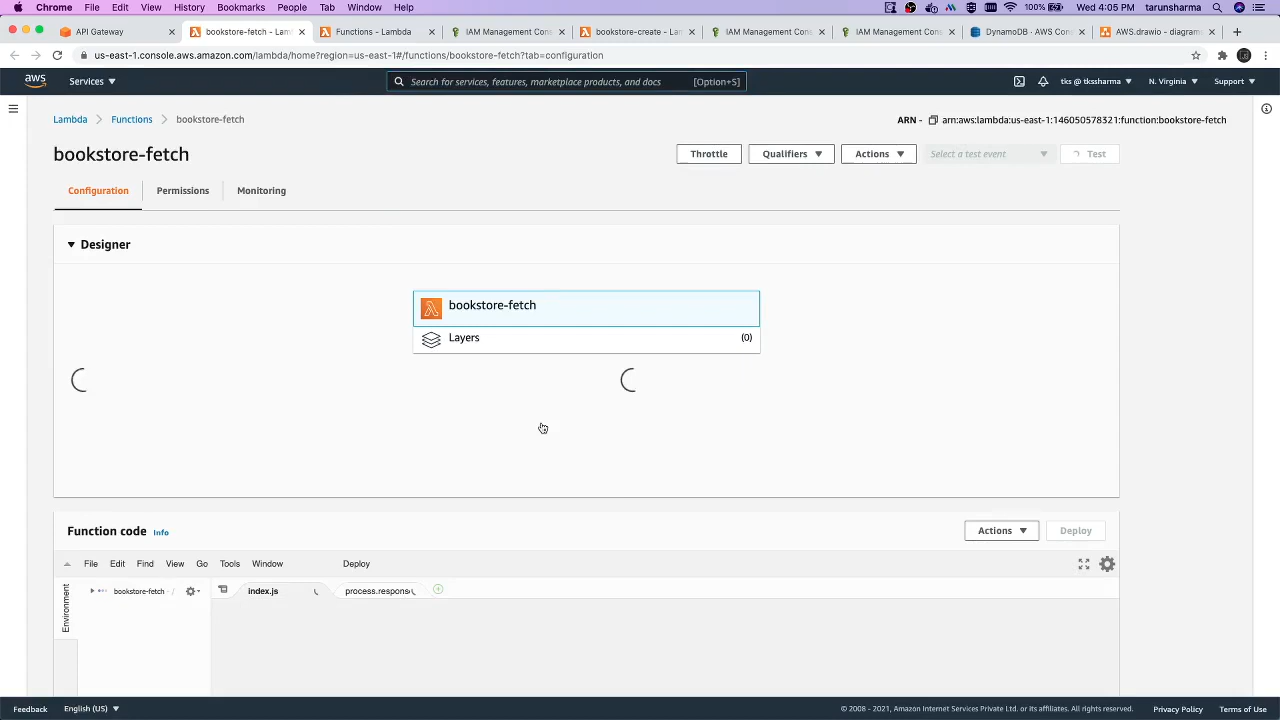 Chrome File Edit View History Bookmarks People Tab Window Help 100% Wed 4:05 PM tarunsharma
API Gateway bookstore-fetch - Lam Functions - Lambda IAM Management Cons bookstore-create - Lam IAM Management Cons IAM Management Cons DynamoDB · AWS Cons AWS.drawio - diagram
us-east-1.console.aws.amazon.com/lambda/home?region=us-east-1#/functions/bookstore-fetch?tab=configuration
aws Services Search for services, features, marketplace products, and docs [Option+S] tks @ tkssharma N. Virginia Support
Lambda Functions bookstore-fetch ARN - arn:aws:lambda:us-east-1:146050578321:function:bookstore-fetch
bookstore-fetch Throttle Qualifiers Actions Select a test event Test
Configuration Permissions Monitoring
Designer
bookstore-fetch
Layers (0)
Function code Info Actions Deploy
File Edit Find View Go Tools Window Deploy
Environment
bookstore-fetch - / index.js process.respons
Feedback English (US) © 2008 - 2021, Amazon Internet Services Private Ltd. or its affiliates. All rights reserved. Privacy Policy Terms of Use